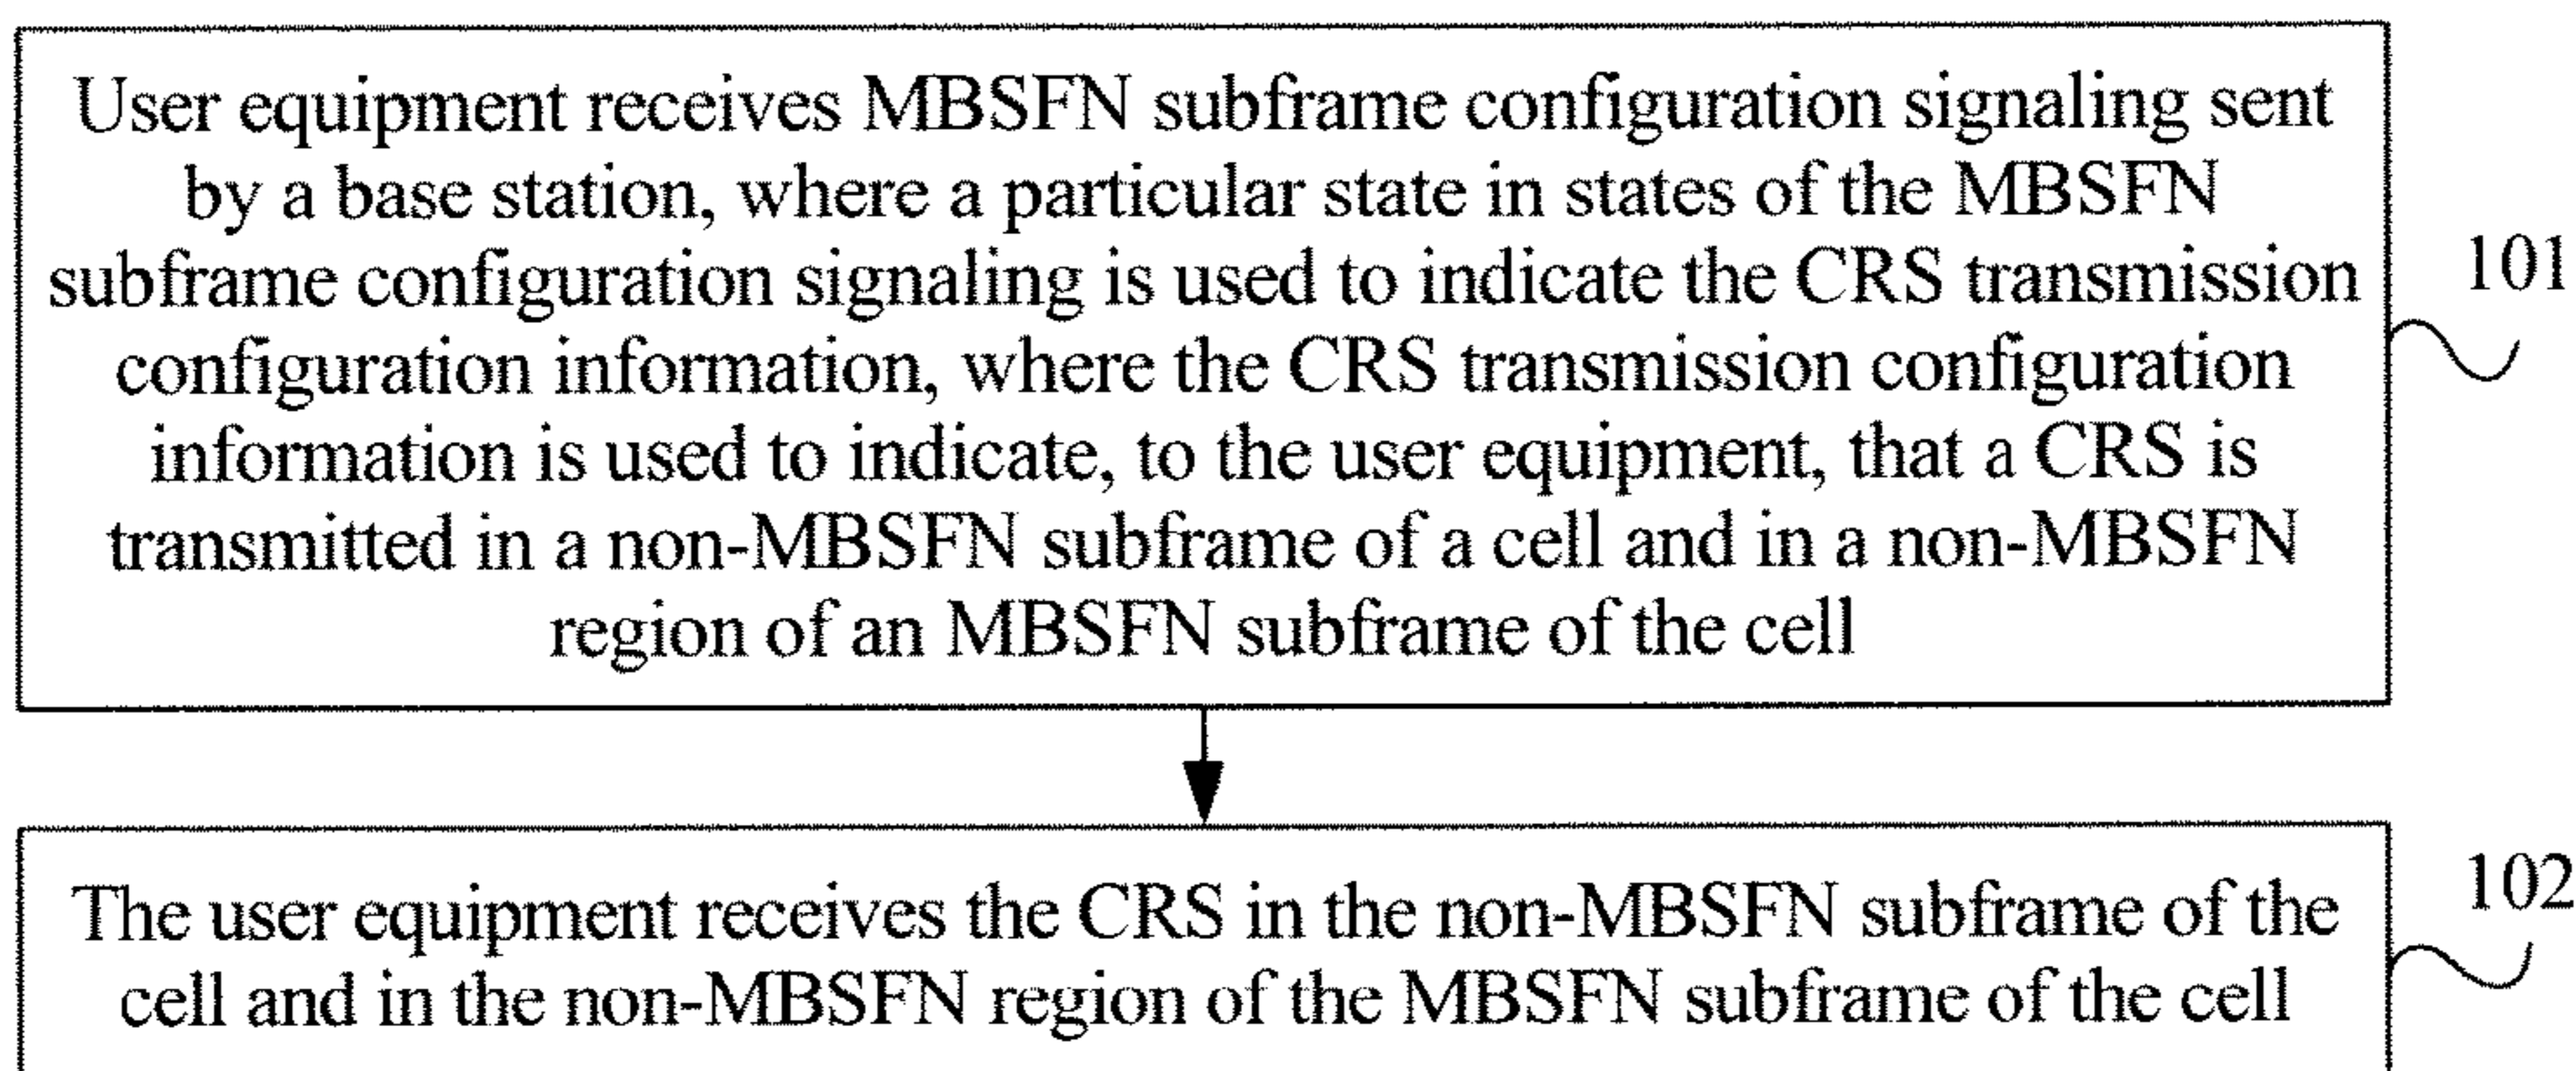 User equipment receives MBSFN subframe configuration signaling sent
by a base station, where a particular state in states of the MBSFN
subframe configuration signaling is used to indicate the CRS transmission
configuration information, where the CRS transmission configuration
information is used to indicate, to the user equipment, that a CRS is
transmitted in a non-MBSFN subframe of a cell and in a non-MBSFN
region of an MBSFN subframe of the cell
101
The user equipment receives the CRS in the non-MBSFN subframe of the
cell and in the non-MBSFN region of the MBSFN subframe of the cell
102